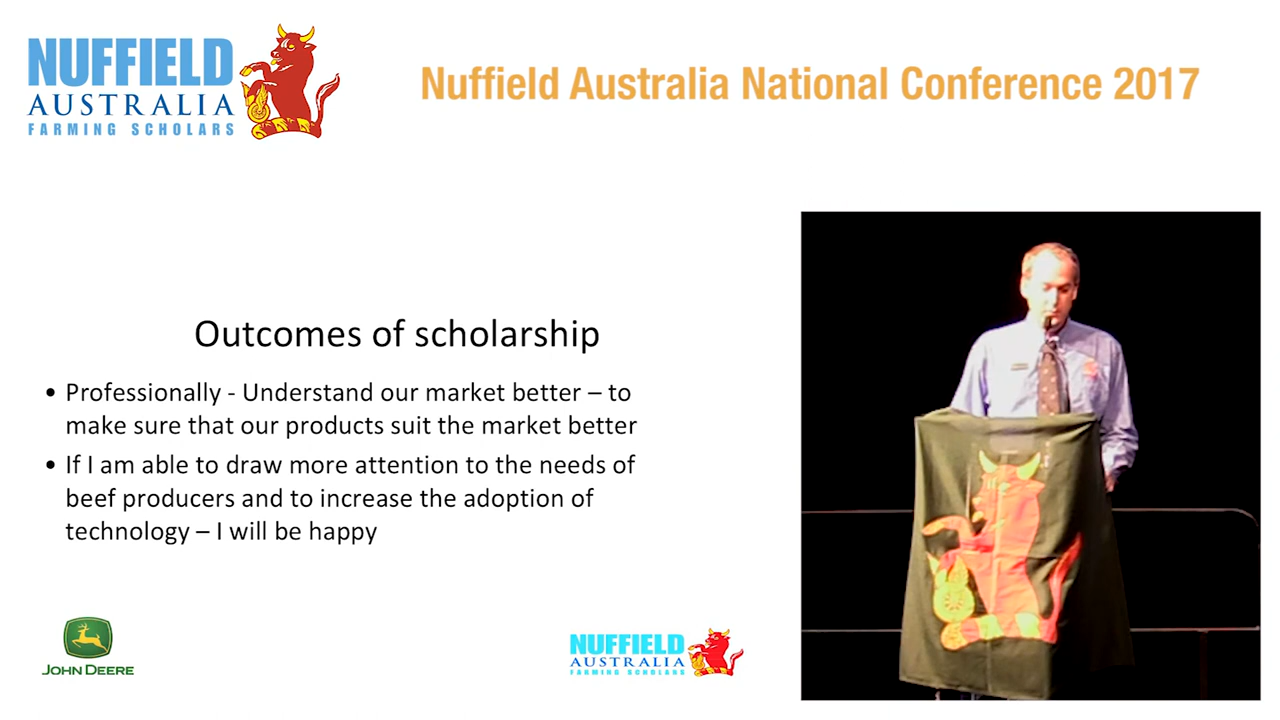 NUFFIELD
AUSTRALIA
FARMING SCHOLARS
Nuffield Australia National Conference 2017
Outcomes of scholarship
• Professionally - Understand our market better – to
make sure that our products suit the market better
• If I am able to draw more attention to the needs of
beef producers and to increase the adoption of
technology – I will be happy
JOHN DEERE
NUFFIELD
AUSTRALIA
FARMING SCHOLARS